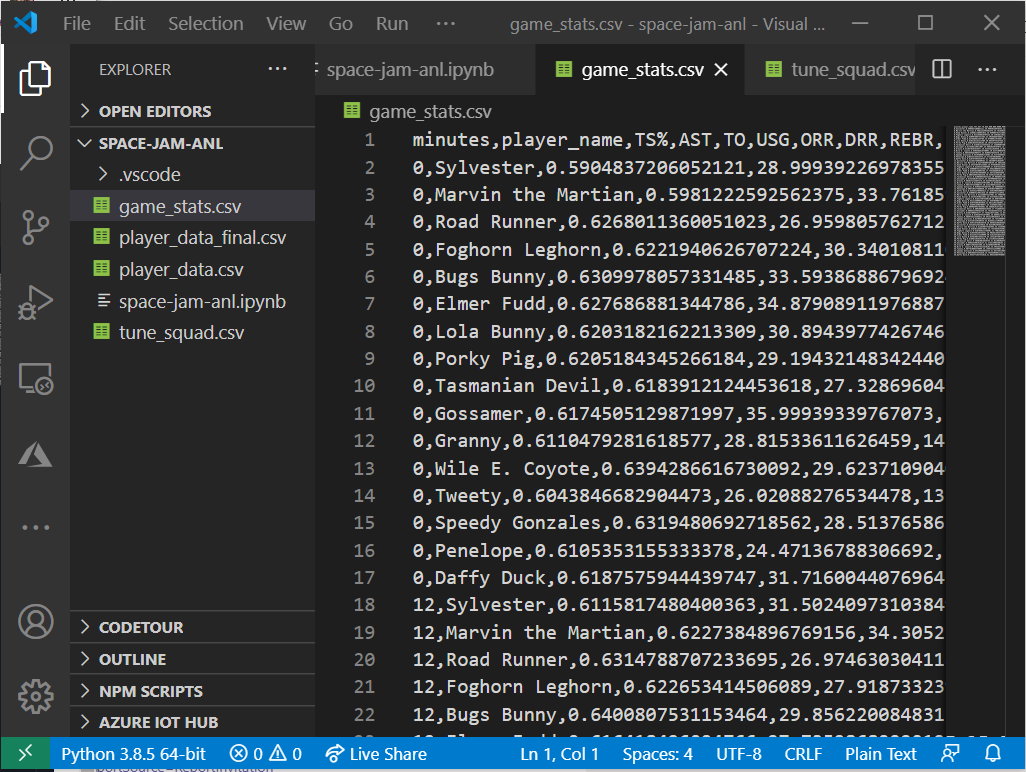 File Edit Selection View Go Run ··· game_stats.csv - space-jam-anl - Visual ...
EXPLORER ···
space-jam-anl.ipynb game_stats.csv tune_squad.csv ···
OPEN EDITORS
SPACE-JAM-ANL
.vscode
game_stats.csv
player_data_final.csv
player_data.csv
space-jam-anl.ipynb
tune_squad.csv
CODETOUR
OUTLINE
NPM SCRIPTS
AZURE IOT HUB
game_stats.csv
1 minutes,player_name,TS%,AST,TO,USG,ORR,DRR,REBR,
2 0,Sylvester,0.5904837206052121,28.99939226978355
3 0,Marvin the Martian,0.5981222592562375,33.76185
4 0,Road Runner,0.6268011360051023,26.959805762712
5 0,Foghorn Leghorn,0.6221940626707224,30.34010811
6 0,Bugs Bunny,0.6309978057331485,33.5938688679692
7 0,Elmer Fudd,0.627686881344786,34.87908911976887
8 0,Lola Bunny,0.6203182162213309,30.8943977426746
9 0,Porky Pig,0.6205184345266184,29.19432148342440
10 0,Tasmanian Devil,0.6183912124453618,27.32869604
11 0,Gossamer,0.6174505129871997,35.99939339767073,
12 0,Granny,0.6110479281618577,28.81533611626459,14
13 0,Wile E. Coyote,0.6394286616730092,29.623710904
14 0,Tweety,0.6043846682904473,26.02088276534478,13
15 0,Speedy Gonzales,0.6319480692718562,28.51376586
16 0,Penelope,0.6105353155333378,24.47136788306692,
17 0,Daffy Duck,0.6187575944439747,31.7160044076964
18 12,Sylvester,0.6115817480400363,31.5024097310384
19 12,Marvin the Martian,0.6227384896769156,34.3052
20 12,Road Runner,0.6314788707233695,26.97463030411
21 12,Foghorn Leghorn,0.622653414506089,27.91873323
22 12,Bugs Bunny,0.6400807531153464,29.856220084831
Python 3.8.5 64-bit 0 0 Live Share Ln 1, Col 1 Spaces: 4 UTF-8 CRLF Plain Text